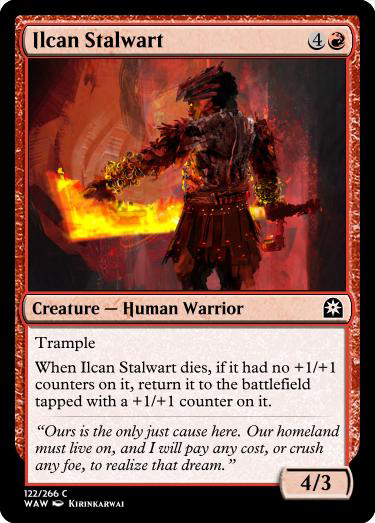 Ilcan Stalwart 4
Creature — Human Warrior
Trample
When Ilcan Stalwart dies, if it had no +1/+1
counters on it, return it to the battlefield
tapped with a +1/+1 counter on it.
“Ours is the only just cause here. Our homeland
must live on, and I will pay any cost, or crush
any foe, to realize that dream.”
4/3
122/266 C
WAW Kirinkarwai